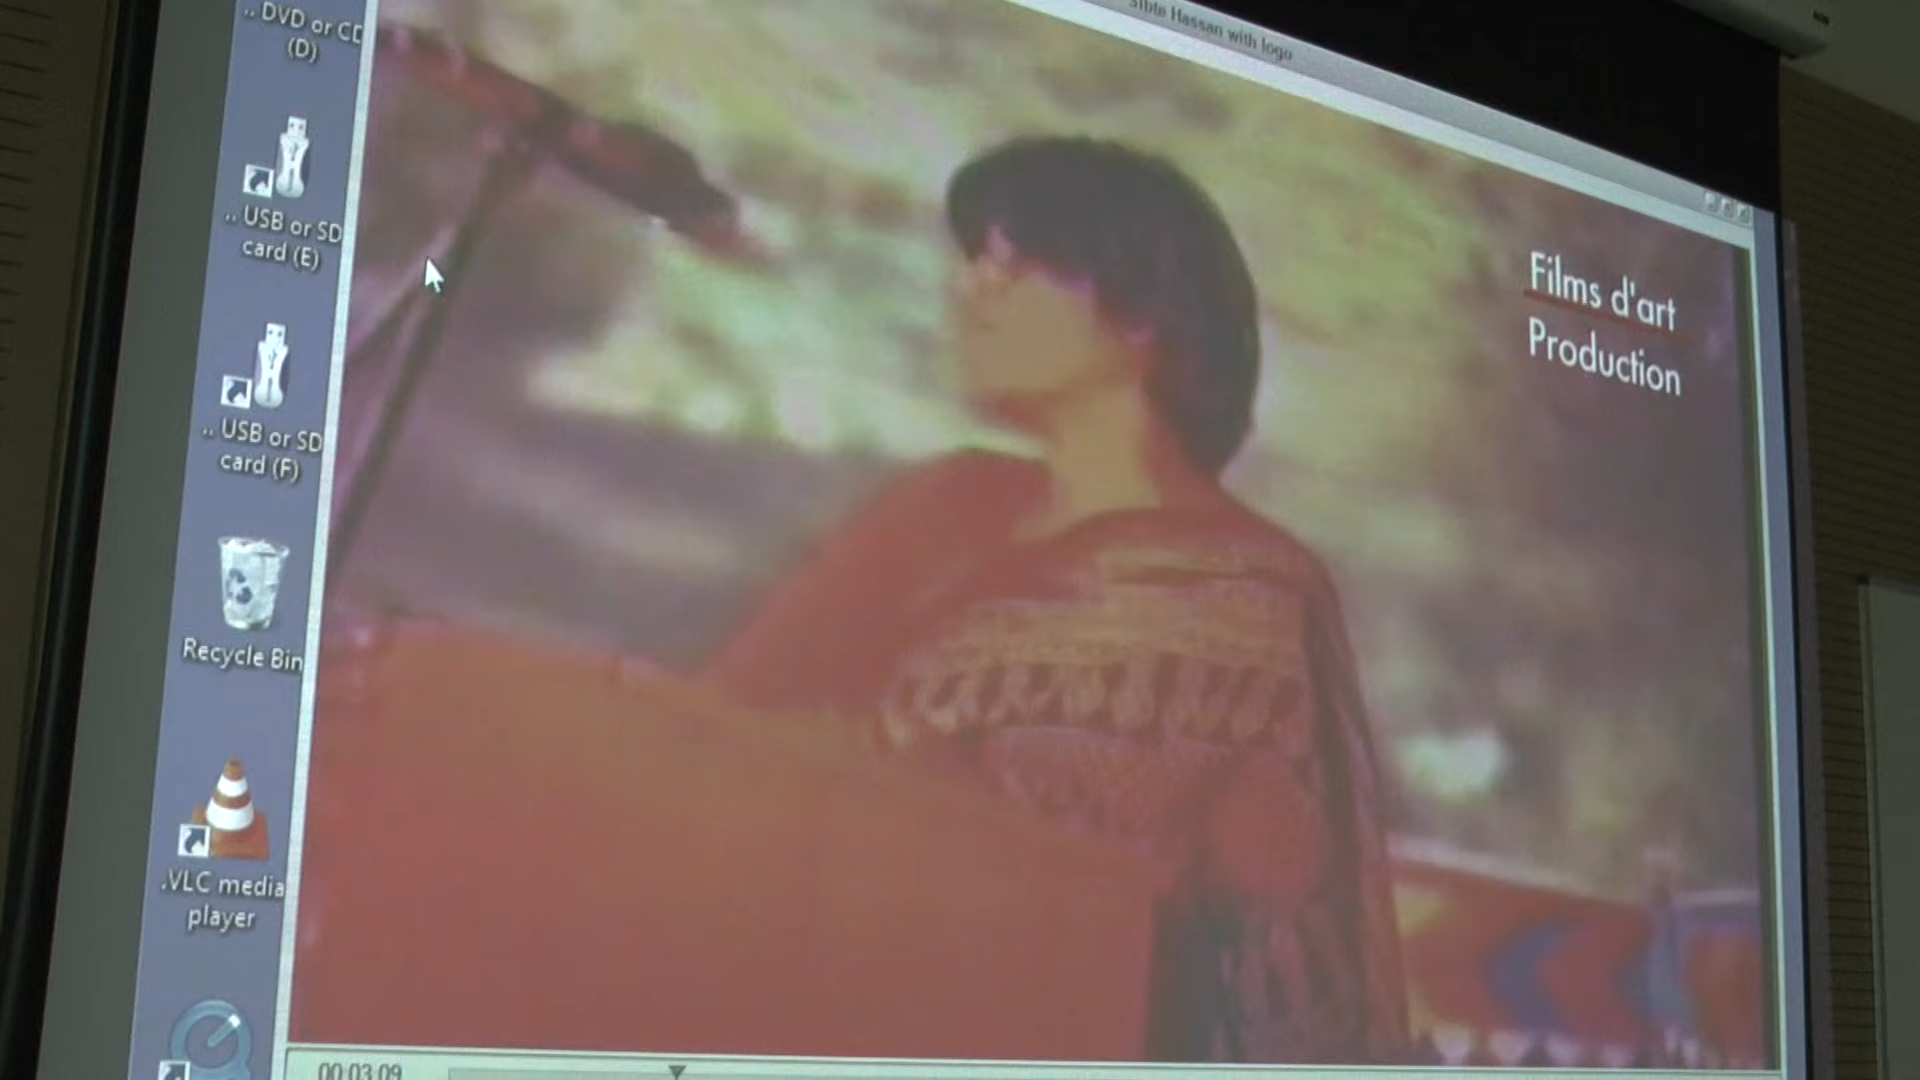 Sibte Hassan with logo
.. DVD or CD
(D)
.. USB or SD
card (E)
.. USB or SD
card (F)
Recycle Bin
.VLC media
player
Films d'art
Production
00:03:09